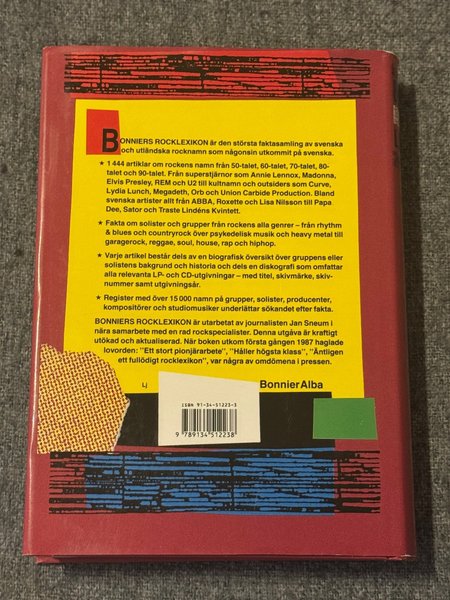 BONNIERS ROCKLEXIKON är den största faktasamling av svenska
och utländska rocknamn som någonsin utkommit på svenska.
★ 1 444 artiklar om rockens namn från 50-talet, 60-talet, 70-talet, 80-
talet och 90-talet. Från superstjärnor som Annie Lennox, Madonna,
Elvis Presley, REM och U2 till kultnamn och outsiders som Curve,
Lydia Lunch, Megadeth, Orb och Union Carbide Production. Bland
svenska artister allt från ABBA, Roxette och Lisa Nilsson till Papa
Dee, Sator och Traste Lindéns Kvintett.
★ Fakta om solister och grupper från rockens alla genrer – från rhythm
& blues och countryrock över psykedelisk musik och heavy metal till
garagerock, reggae, soul, house, rap och hiphop.
★ Varje artikel består dels av en biografisk översikt över gruppens eller
solistens bakgrund och historia och dels en diskografi som omfattar
alla relevanta LP- och CD-utgivningar – med titel, skivmärke, skiv-
nummer samt utgivningsår.
★ Register med över 15 000 namn på grupper, solister, producenter,
kompositörer och studiomusiker underlättar sökandet efter fakta.
BONNIERS ROCKLEXIKON är utarbetat av journalisten Jan Sneum i
nära samarbete med en rad rockspecialister. Denna utgåva är kraftigt
utökad och aktualiserad. När boken utkom första gången 1987 haglade
lovorden: "Ett stort pionjärarbete", "Håller högsta klass", "Äntligen
ett fullödigt rocklexikon", var några av omdömena i pressen.
BonnierAlba
ISBN 91-34-51223-3
9 789134 512238